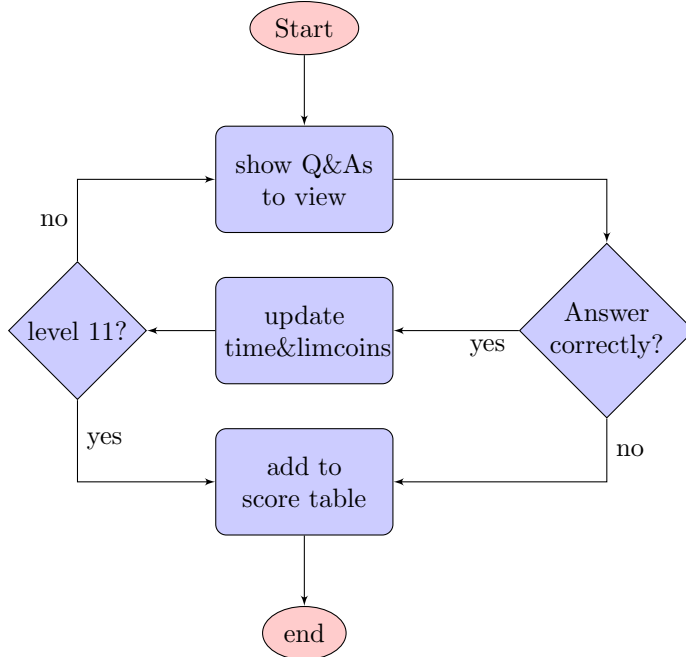 Start
show Q&As
to view
no
level 11?
update
time&limcoins
yes
Answer
correctly?
yes
no
add to
score table
end